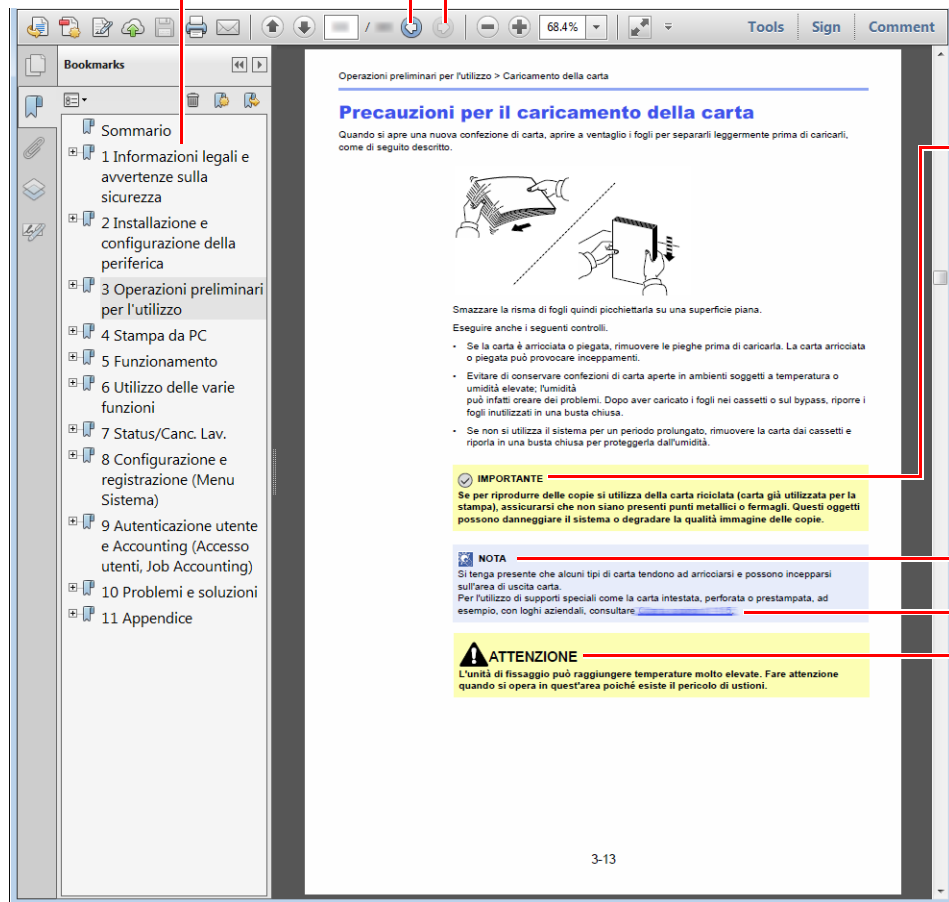 68.4%
Tools Sign Comment
Bookmarks
Sommario
1 Informazioni legali e
avvertenze sulla
sicurezza
2 Installazione e
configurazione della
periferica
3 Operazioni preliminari
per l'utilizzo
4 Stampa da PC
5 Funzionamento
6 Utilizzo delle varie
funzioni
7 Status/Canc. Lav.
8 Configurazione e
registrazione (Menu
Sistema)
9 Autenticazione utente
e Accounting (Accesso
utenti, Job Accounting)
10 Problemi e soluzioni
11 Appendice
Operazioni preliminari per l'utilizzo > Caricamento della carta
Precauzioni per il caricamento della carta
Quando si apre una nuova confezione di carta, aprire a ventaglio i fogli per separarli leggermente prima di caricarli,
come di seguito descritto.
Smazzare la risma di fogli quindi picchiettarla su una superficie piana.
Eseguire anche i seguenti controlli.
• Se la carta è arricciata o piegata, rimuovere le pieghe prima di caricarla. La carta arricciata
o piegata può provocare inceppamenti.
• Evitare di conservare confezioni di carta aperte in ambienti soggetti a temperatura o
umidità elevate; l'umidità
può infatti creare dei problemi. Dopo aver caricato i fogli nei cassetti o sul bypass, riporre i
fogli inutilizzati in una busta chiusa.
• Se non si utilizza il sistema per un periodo prolungato, rimuovere la carta dai cassetti e
riporla in una busta chiusa per proteggerla dall'umidità.
IMPORTANTE
Se per riprodurre delle copie si utilizza della carta riciclata (carta già utilizzata per la
stampa), assicurarsi che non siano presenti punti metallici o fermagli. Questi oggetti
possono danneggiare il sistema o degradare la qualità immagine delle copie.
NOTA
Si tenga presente che alcuni tipi di carta tendono ad arricciarsi e possono incepparsi
sull'area di uscita carta.
Per l'utilizzo di supporti speciali come la carta intestata, perforata o prestampata, ad
esempio, con loghi aziendali, consultare
ATTENZIONE
L'unità di fissaggio può raggiungere temperature molto elevate. Fare attenzione
quando si opera in quest'area poiché esiste il pericolo di ustioni.
3-13